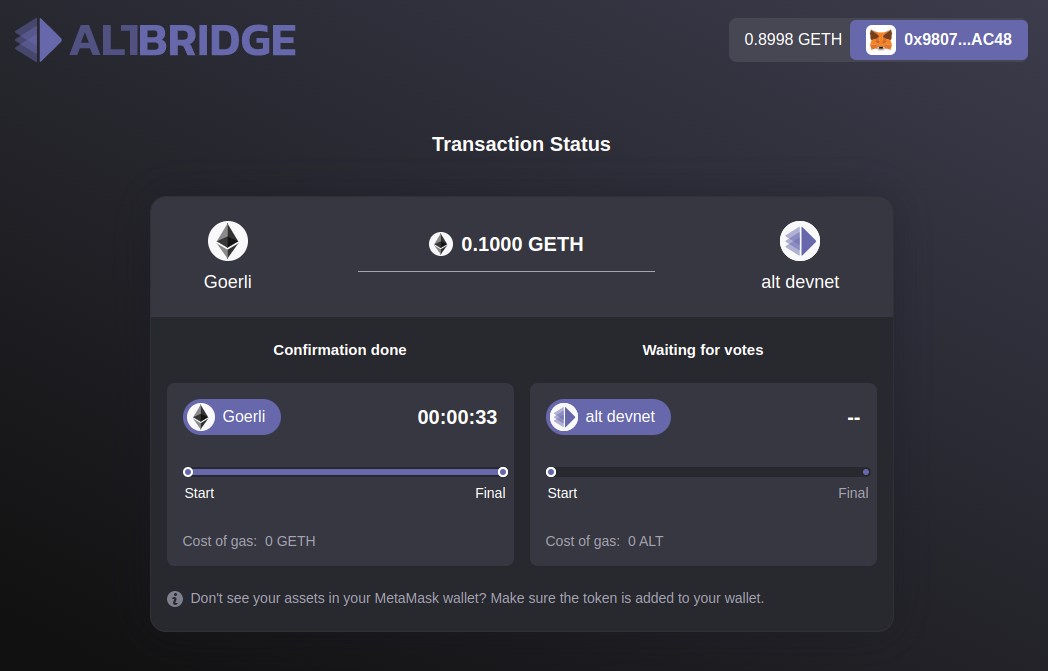 ALTBRIDGE
0.8998 GETH 0x9807...AC48
Transaction Status
0.1000 GETH
Goerli alt devnet
Confirmation done Waiting for votes
Goerli 00:00:33 alt devnet --
Start Final Start Final
Cost of gas: 0 GETH Cost of gas: 0 ALT
Don't see your assets in your MetaMask wallet? Make sure the token is added to your wallet.